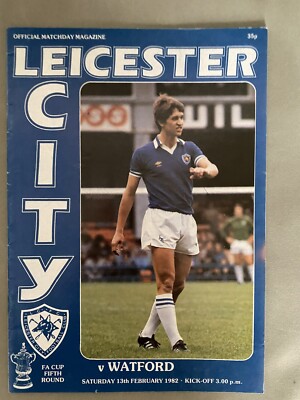 OFFICIAL MATCHDAY MAGAZINE 35p
LEICESTER
CITY
FA CUP
FIFTH
ROUND
v WATFORD
SATURDAY 13th FEBRUARY 1982 · KICK-OFF 3.00 p.m.